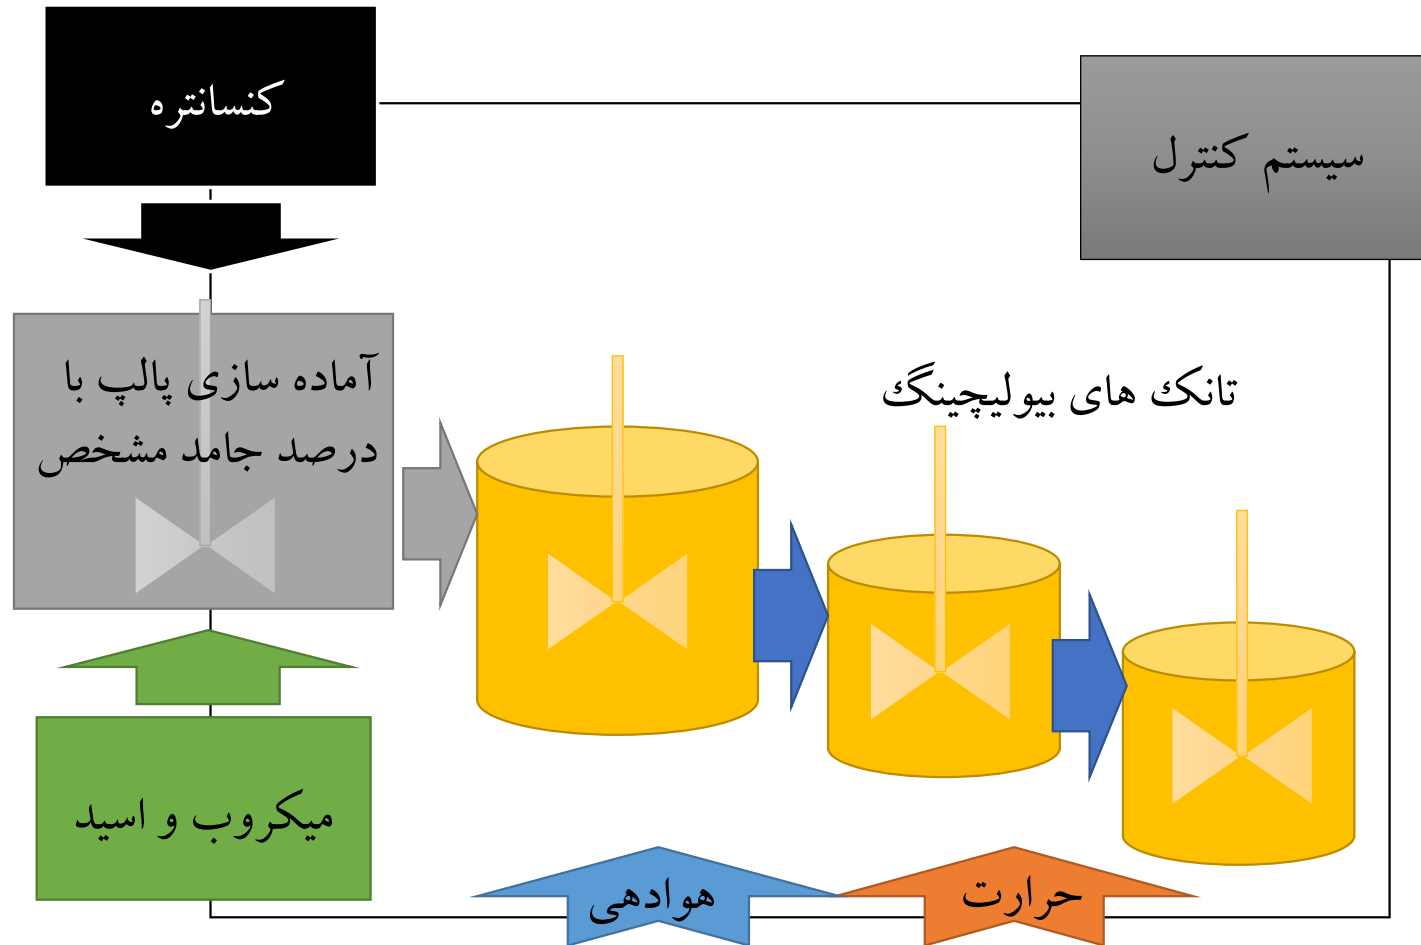 کنسانتره
سیستم کنترل
آماده سازی پالپ با
درصد جامد مشخص
تانک های بیولیچینگ
میکروب و اسید
هوادهی
حرارت